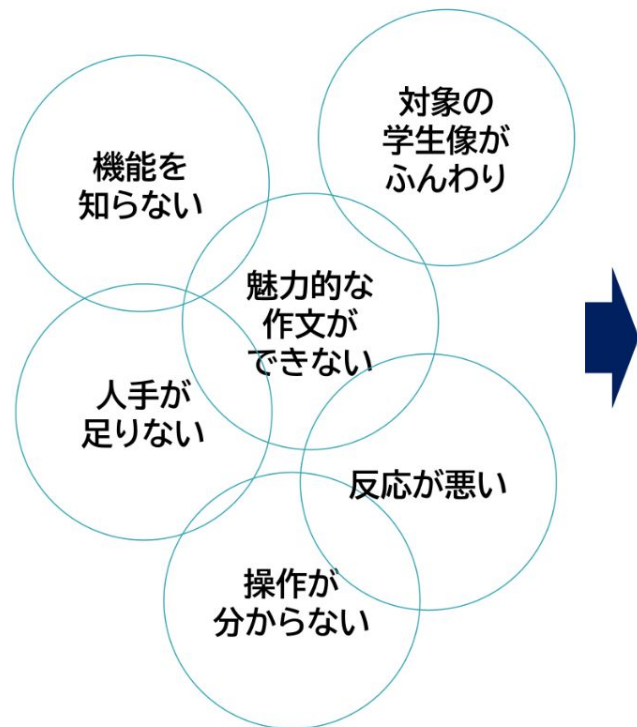 対象の
学生像が
ふんわり
機能を
知らない
魅力的な
作文が
できない
人手が
足りない
反応が悪い
操作が
分からない